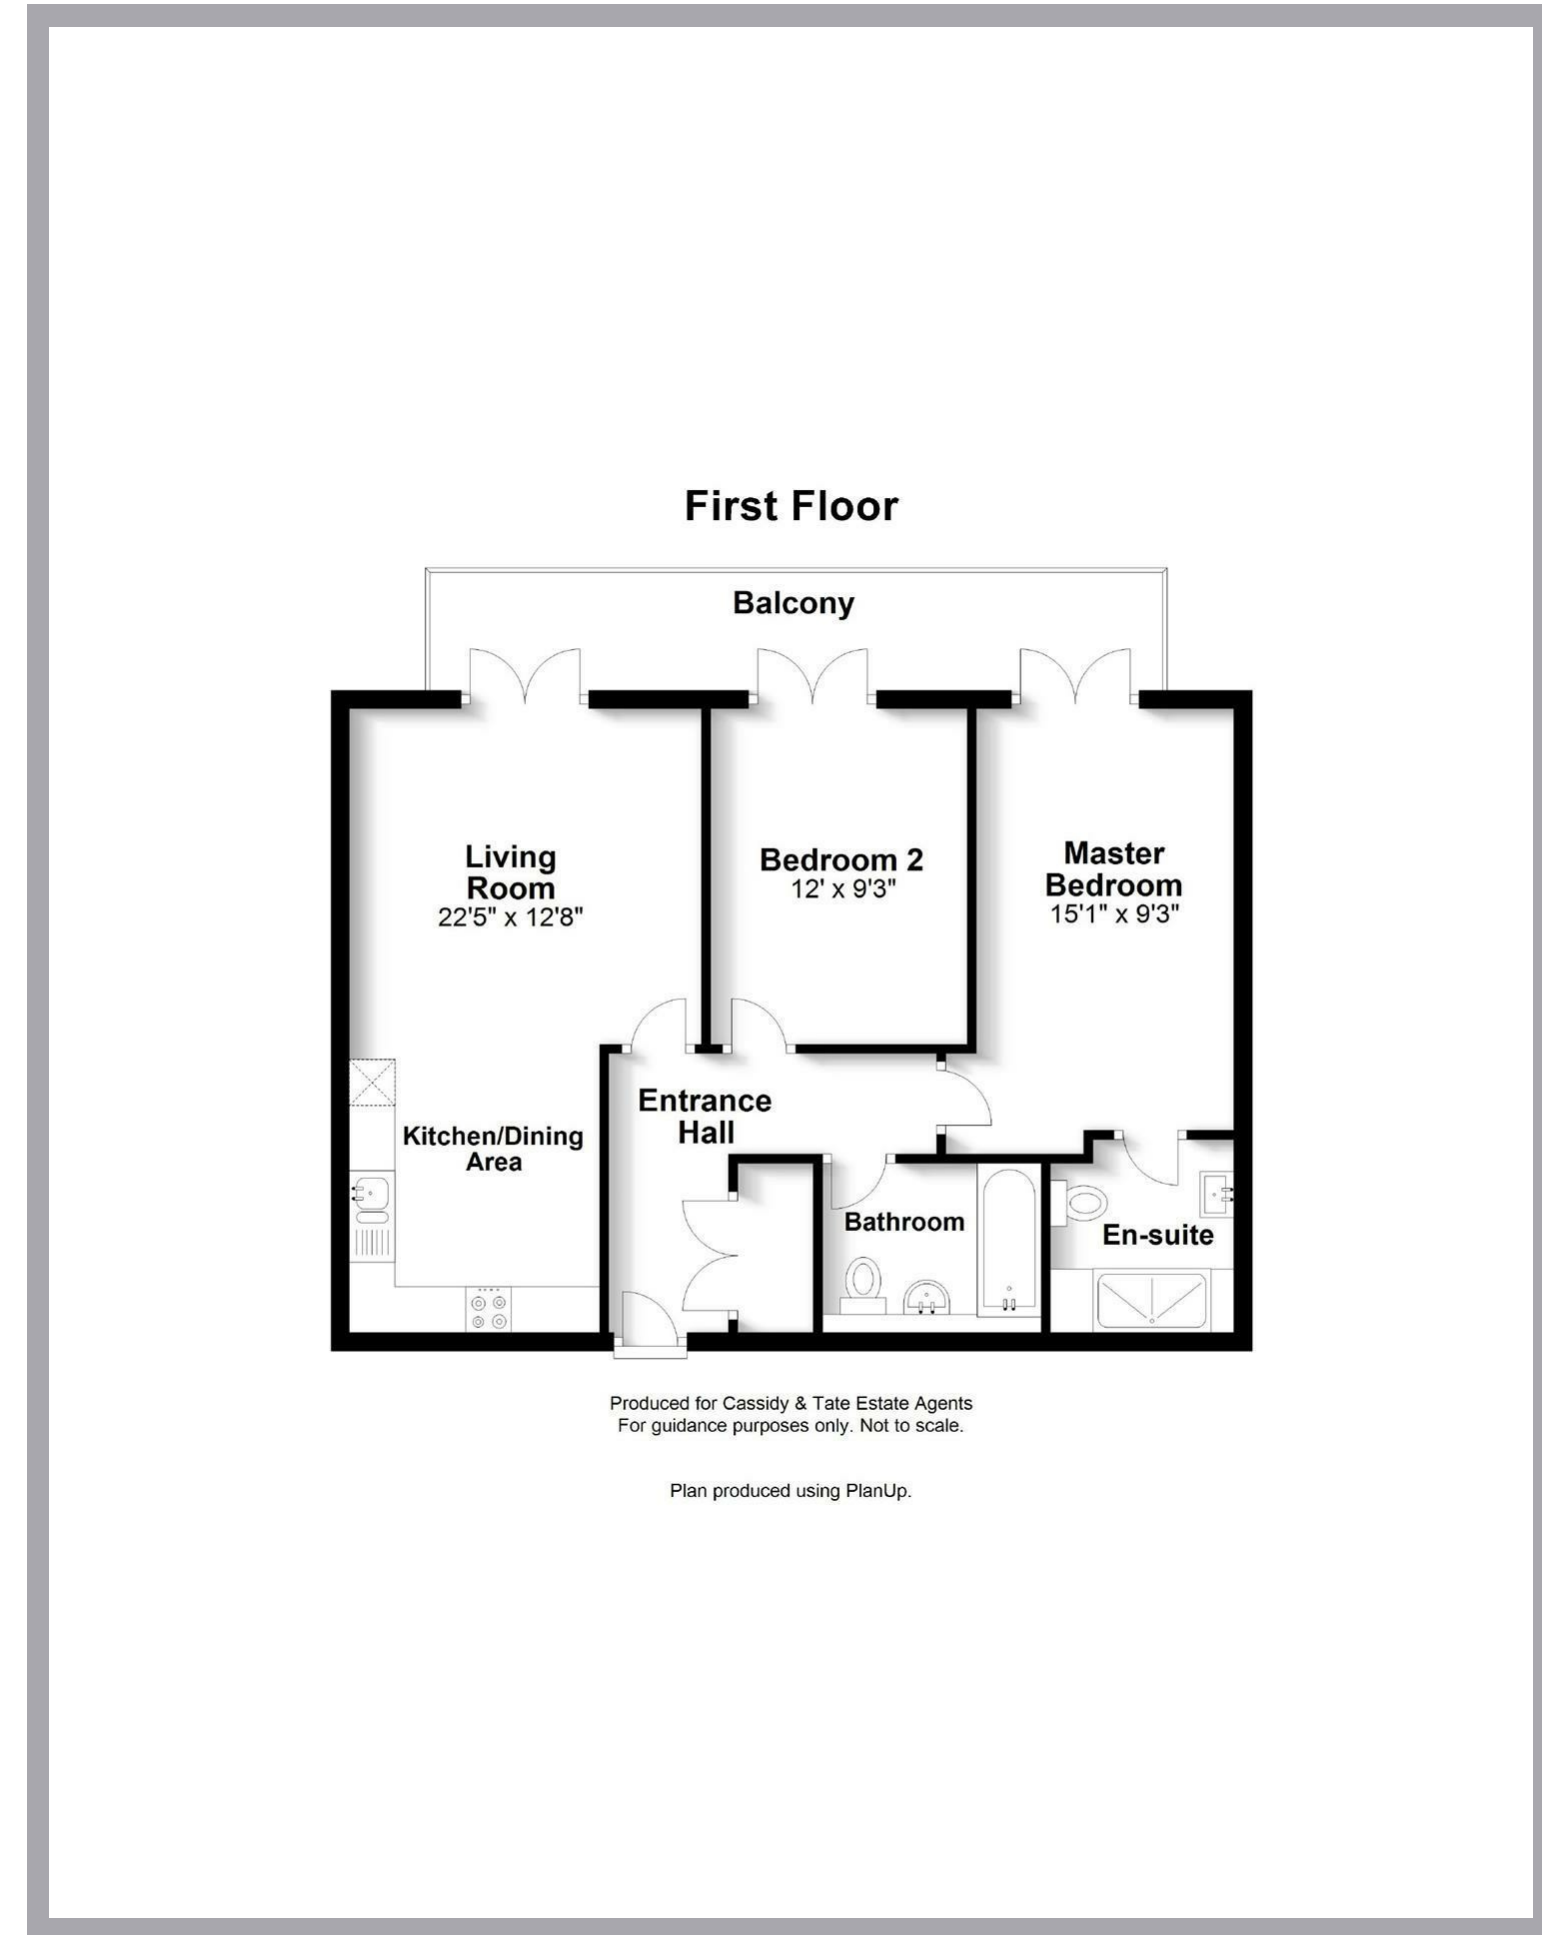 First Floor
Balcony
Living
Room
22'5" x 12'8"
Bedroom 2
12' x 9'3"
Master
Bedroom
15'1" x 9'3"
Entrance
Hall
Kitchen/Dining
Area
Bathroom
En-suite
Produced for Cassidy & Tate Estate Agents
For guidance purposes only. Not to scale.
Plan produced using PlanUp.